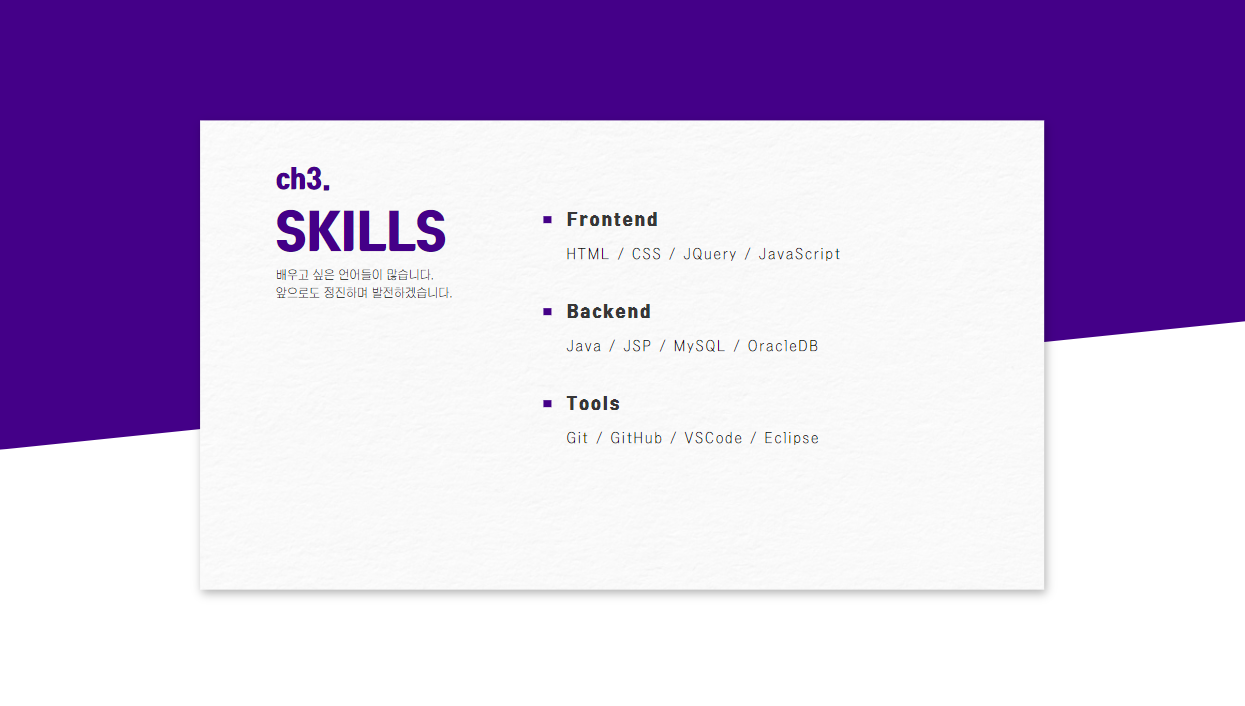 ch3.
SKILLS
배우고 싶은 언어들이 많습니다.
앞으로도 정진하며 발전하겠습니다.
Frontend
HTML / CSS / JQuery / JavaScript
Backend
Java / JSP / MySQL / OracleDB
Tools
Git / GitHub / VSCode / Eclipse